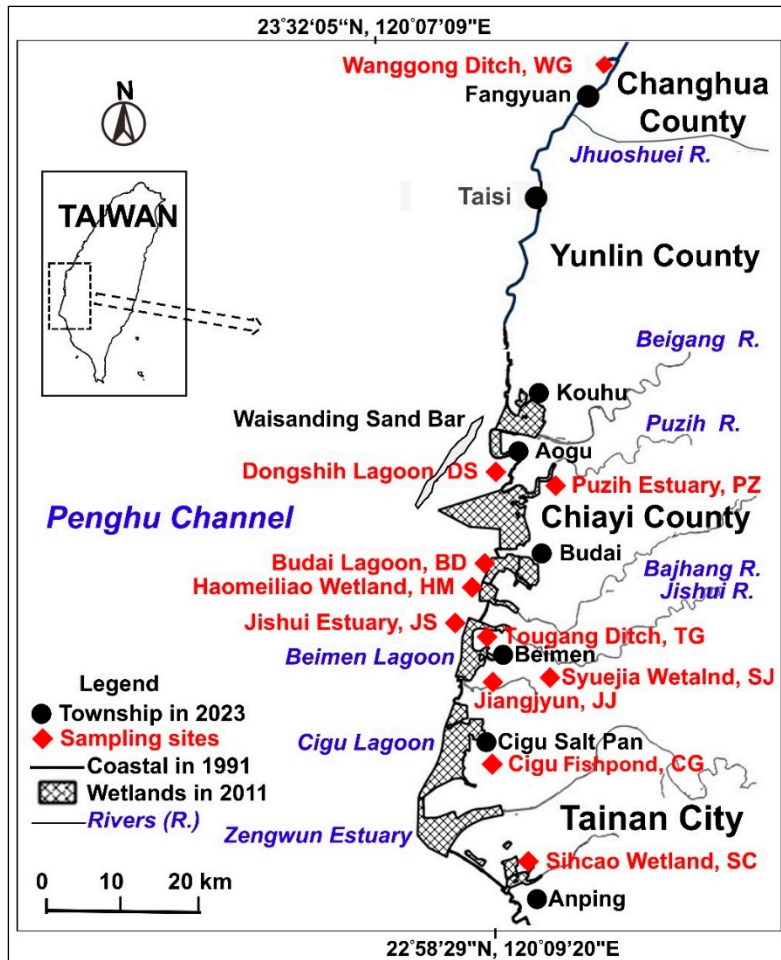 23°32'05"N, 120°07'09"E
Wanggong Ditch, WG
N
Fangyuan
Changhua
County
Jhuoshuei R.
TAIWAN
Taisi
Yunlin County
Beigang R.
Kouhu
Waisanding Sand Bar
Puzih R.
Aogu
Dongshih Lagoon, DS
Puzih Estuary, PZ
Penghu Channel
Chiayi County
Budai Lagoon, BD
Budai
Bajhang R.
Haomeiliao Wetland, HM
Jishui R.
Jishui Estuary, JS
Tougang Ditch, TG
Beimen Lagoon
Beimen
Syuejia Wetalnd, SJ
Jiangjyun, JJ
Legend
Township in 2023
Sampling sites
Coastal in 1991
Wetlands in 2011
Rivers (R.)
Cigu Lagoon
Cigu Salt Pan
Cigu Fishpond, CG
Zengwun Estuary
Tainan City
Sihcao Wetland, SC
0 10 20 km
Anping
22°58'29"N, 120°09'20"E